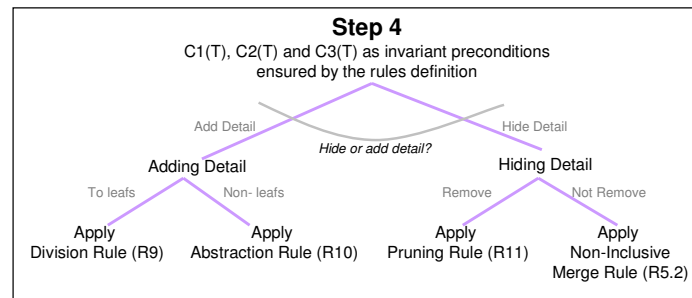 Step 4
C1(T), C2(T) and C3(T) as invariant preconditions
ensured by the rules definition
Add Detail
Hide Detail
Hide or add detail?
Adding Detail
Hiding Detail
To leafs
Non- leafs
Remove
Not Remove
Apply
Division Rule (R9)
Apply
Abstraction Rule (R10)
Apply
Pruning Rule (R11)
Apply
Non-Inclusive
Merge Rule (R5.2)